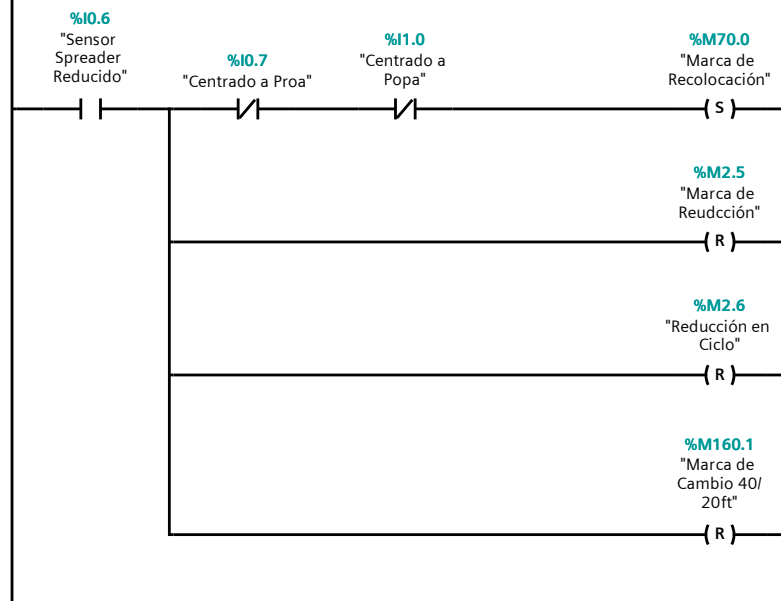 %I0.6
"Sensor
Spreader
Reducido"
%I0.7
"Centrado a Proa"
%I1.0
"Centrado a
Popa"
%M70.0
"Marca de
Recolocación"
S
%M2.5
"Marca de
Reudcción"
R
%M2.6
"Reducción en
Ciclo"
R
%M160.1
"Marca de
Cambio 40/
20ft"
R